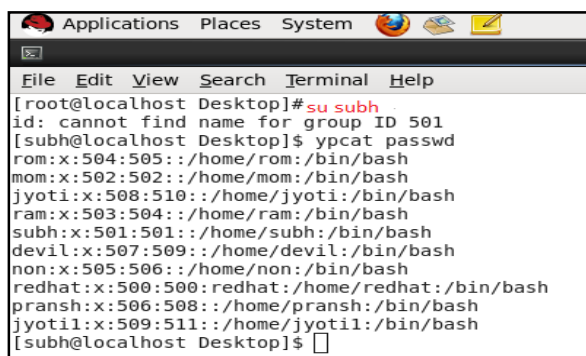 Applications Places System
File Edit View Search Terminal Help
[root@localhost Desktop]# su subh
id: cannot find name for group ID 501
[subh@localhost Desktop]$ ypcat passwd
rom:x:504:505::/home/rom:/bin/bash
mom:x:502:502::/home/mom:/bin/bash
jyoti:x:508:510::/home/jyoti:/bin/bash
ram:x:503:504::/home/ram:/bin/bash
subh:x:501:501::/home/subh:/bin/bash
devil:x:507:509::/home/devil:/bin/bash
non:x:505:506::/home/non:/bin/bash
redhat:x:500:500:redhat:/home/redhat:/bin/bash
pransh:x:506:508::/home/pransh:/bin/bash
jyoti1:x:509:511::/home/jyoti1:/bin/bash
[subh@localhost Desktop]$